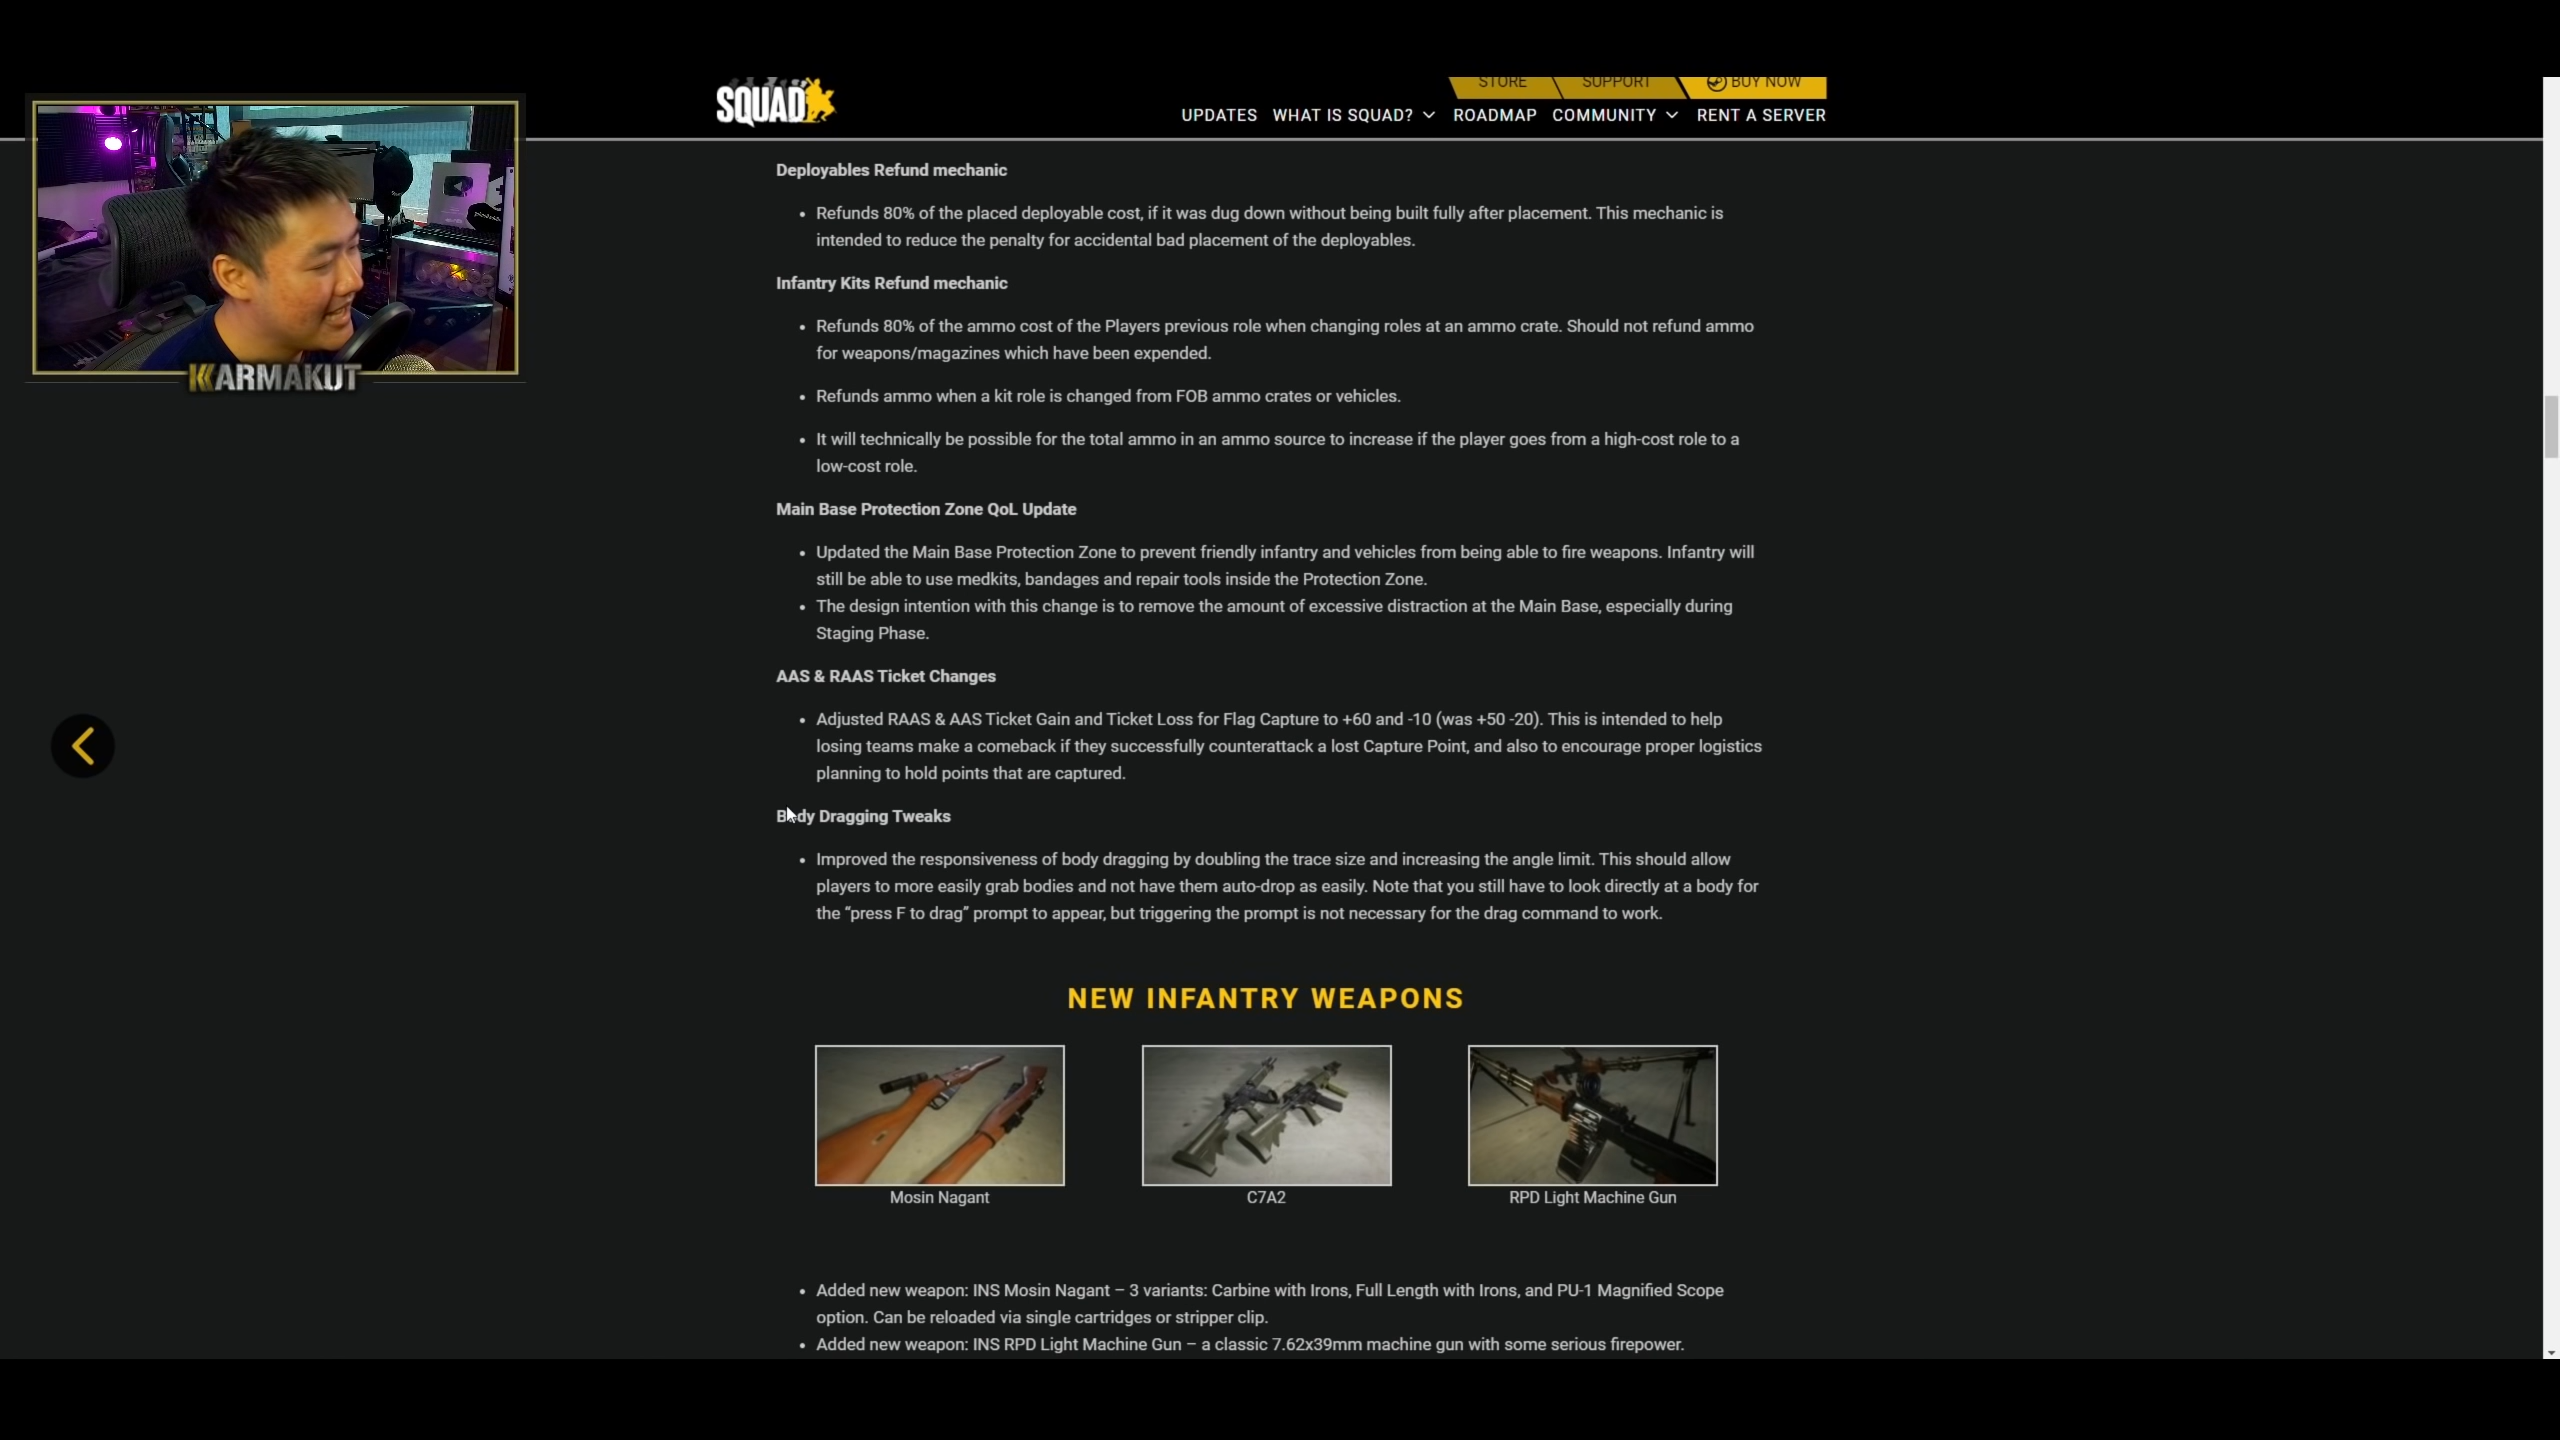 STORE
SUPPORT
BUY NOW
SQUAD
UPDATES
WHAT IS SQUAD?
ROADMAP
COMMUNITY
RENT A SERVER
KARMAKUT
Deployables Refund mechanic
• Refunds 80% of the placed deployable cost, if it was dug down without being built fully after placement. This mechanic is
intended to reduce the penalty for accidental bad placement of the deployables.
Infantry Kits Refund mechanic
• Refunds 80% of the ammo cost of the Players previous role when changing roles at an ammo crate. Should not refund ammo
for weapons/magazines which have been expended.
• Refunds ammo when a kit role is changed from FOB ammo crates or vehicles.
• It will technically be possible for the total ammo in an ammo source to increase if the player goes from a high-cost role to a
low-cost role.
Main Base Protection Zone QoL Update
• Updated the Main Base Protection Zone to prevent friendly infantry and vehicles from being able to fire weapons. Infantry will
still be able to use medkits, bandages and repair tools inside the Protection Zone.
• The design intention with this change is to remove the amount of excessive distraction at the Main Base, especially during
Staging Phase.
AAS & RAAS Ticket Changes
• Adjusted RAAS & AAS Ticket Gain and Ticket Loss for Flag Capture to +60 and -10 (was +50 -20). This is intended to help
losing teams make a comeback if they successfully counterattack a lost Capture Point, and also to encourage proper logistics
planning to hold points that are captured.
Body Dragging Tweaks
• Improved the responsiveness of body dragging by doubling the trace size and increasing the angle limit. This should allow
players to more easily grab bodies and not have them auto-drop as easily. Note that you still have to look directly at a body for
the “press F to drag” prompt to appear, but triggering the prompt is not necessary for the drag command to work.
NEW INFANTRY WEAPONS
Mosin Nagant
C7A2
RPD Light Machine Gun
• Added new weapon: INS Mosin Nagant – 3 variants: Carbine with Irons, Full Length with Irons, and PU-1 Magnified Scope
option. Can be reloaded via single cartridges or stripper clip.
• Added new weapon: INS RPD Light Machine Gun – a classic 7.62x39mm machine gun with some serious firepower.